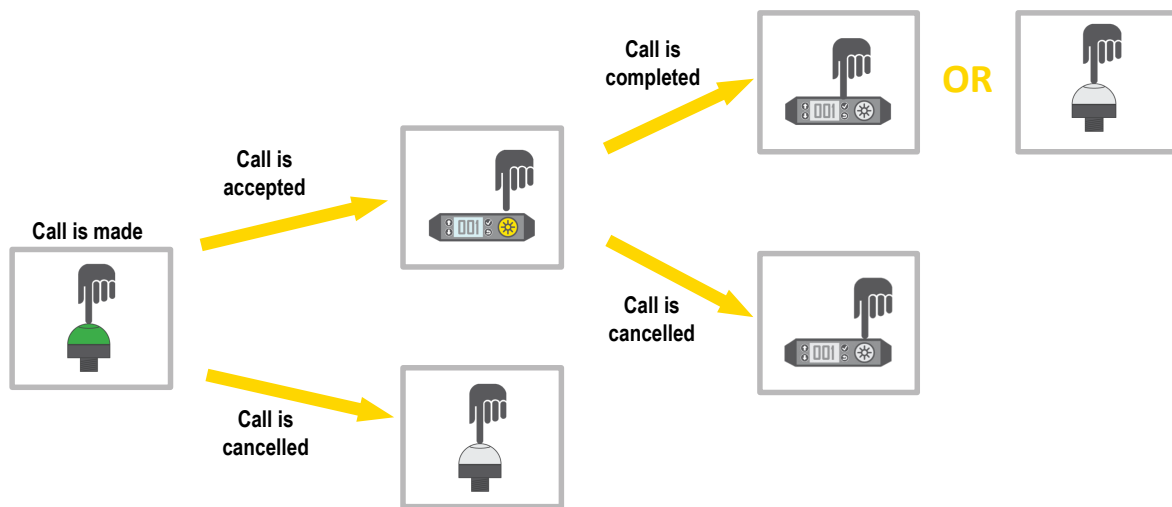 Call is made
Call is
accepted
001
Call is
cancelled
Call is
completed
001
OR
Call is
cancelled
001